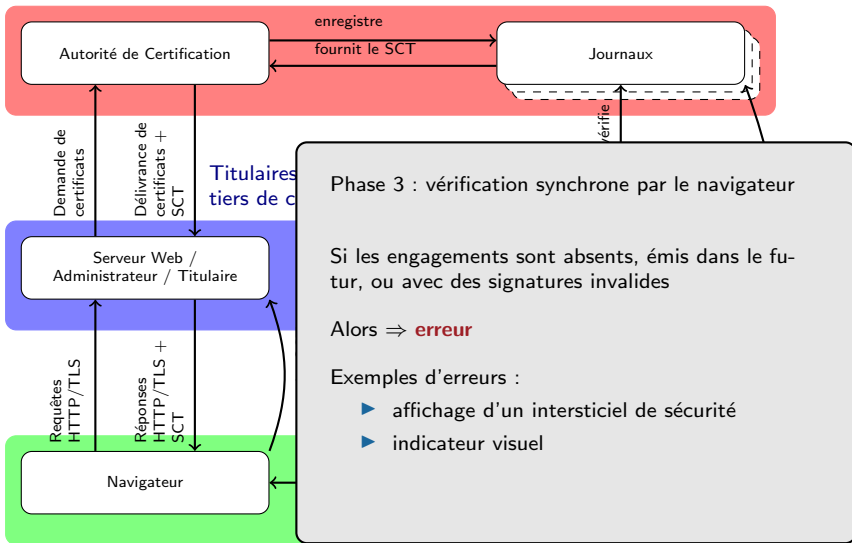 enregistre
fournit le SCT
Autorité de Certification
Journaux
Demande de
certificats
Délivrance de
certificats +
SCT
vérifie
Titulaires
tiers de c
Serveur Web /
Administrateur / Titulaire
Requêtes
HTTP/TLS
Réponses
HTTP/TLS +
SCT
Navigateur
Phase 3 : vérification synchrone par le navigateur
Si les engagements sont absents, émis dans le fu-
tur, ou avec des signatures invalides
Alors ⇒ erreur
Exemples d'erreurs :
▶ affichage d'un intersticiel de sécurité
▶ indicateur visuel